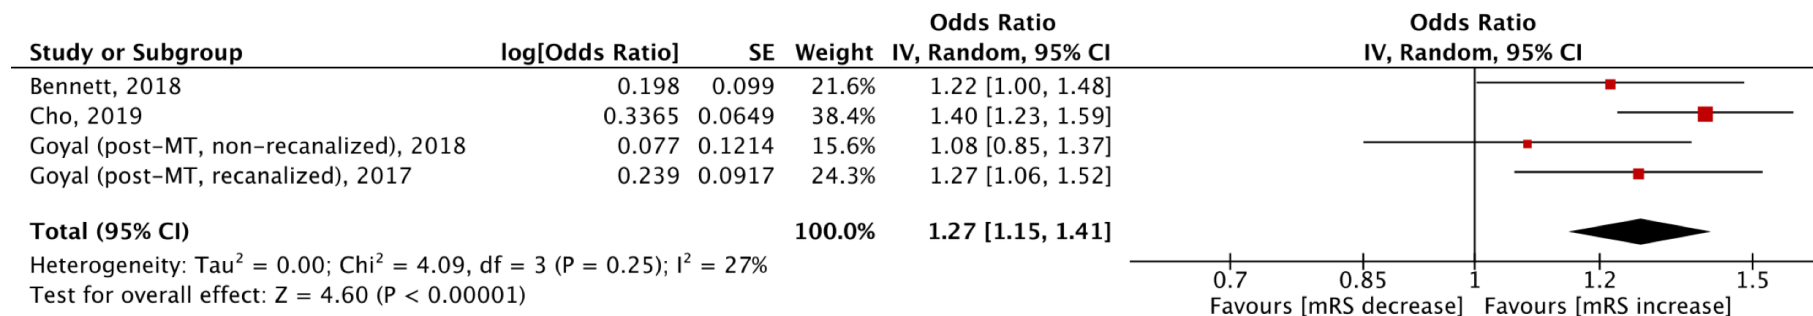 Odds Ratio Odds Ratio
Study or Subgroup log[Odds Ratio] SE Weight IV, Random, 95% CI IV, Random, 95% CI
Bennett, 2018 0.198 0.099 21.6% 1.22 [1.00, 1.48]
Cho, 2019 0.3365 0.0649 38.4% 1.40 [1.23, 1.59]
Goyal (post-MT, non-recanalized), 2018 0.077 0.1214 15.6% 1.08 [0.85, 1.37]
Goyal (post-MT, recanalized), 2017 0.239 0.0917 24.3% 1.27 [1.06, 1.52]
Total (95% CI) 100.0% 1.27 [1.15, 1.41]
Heterogeneity: Tau² = 0.00; Chi² = 4.09, df = 3 (P = 0.25); I² = 27%
Test for overall effect: Z = 4.60 (P < 0.00001)
0.7 0.85 1 1.2 1.5
Favours [mRS decrease] Favours [mRS increase]